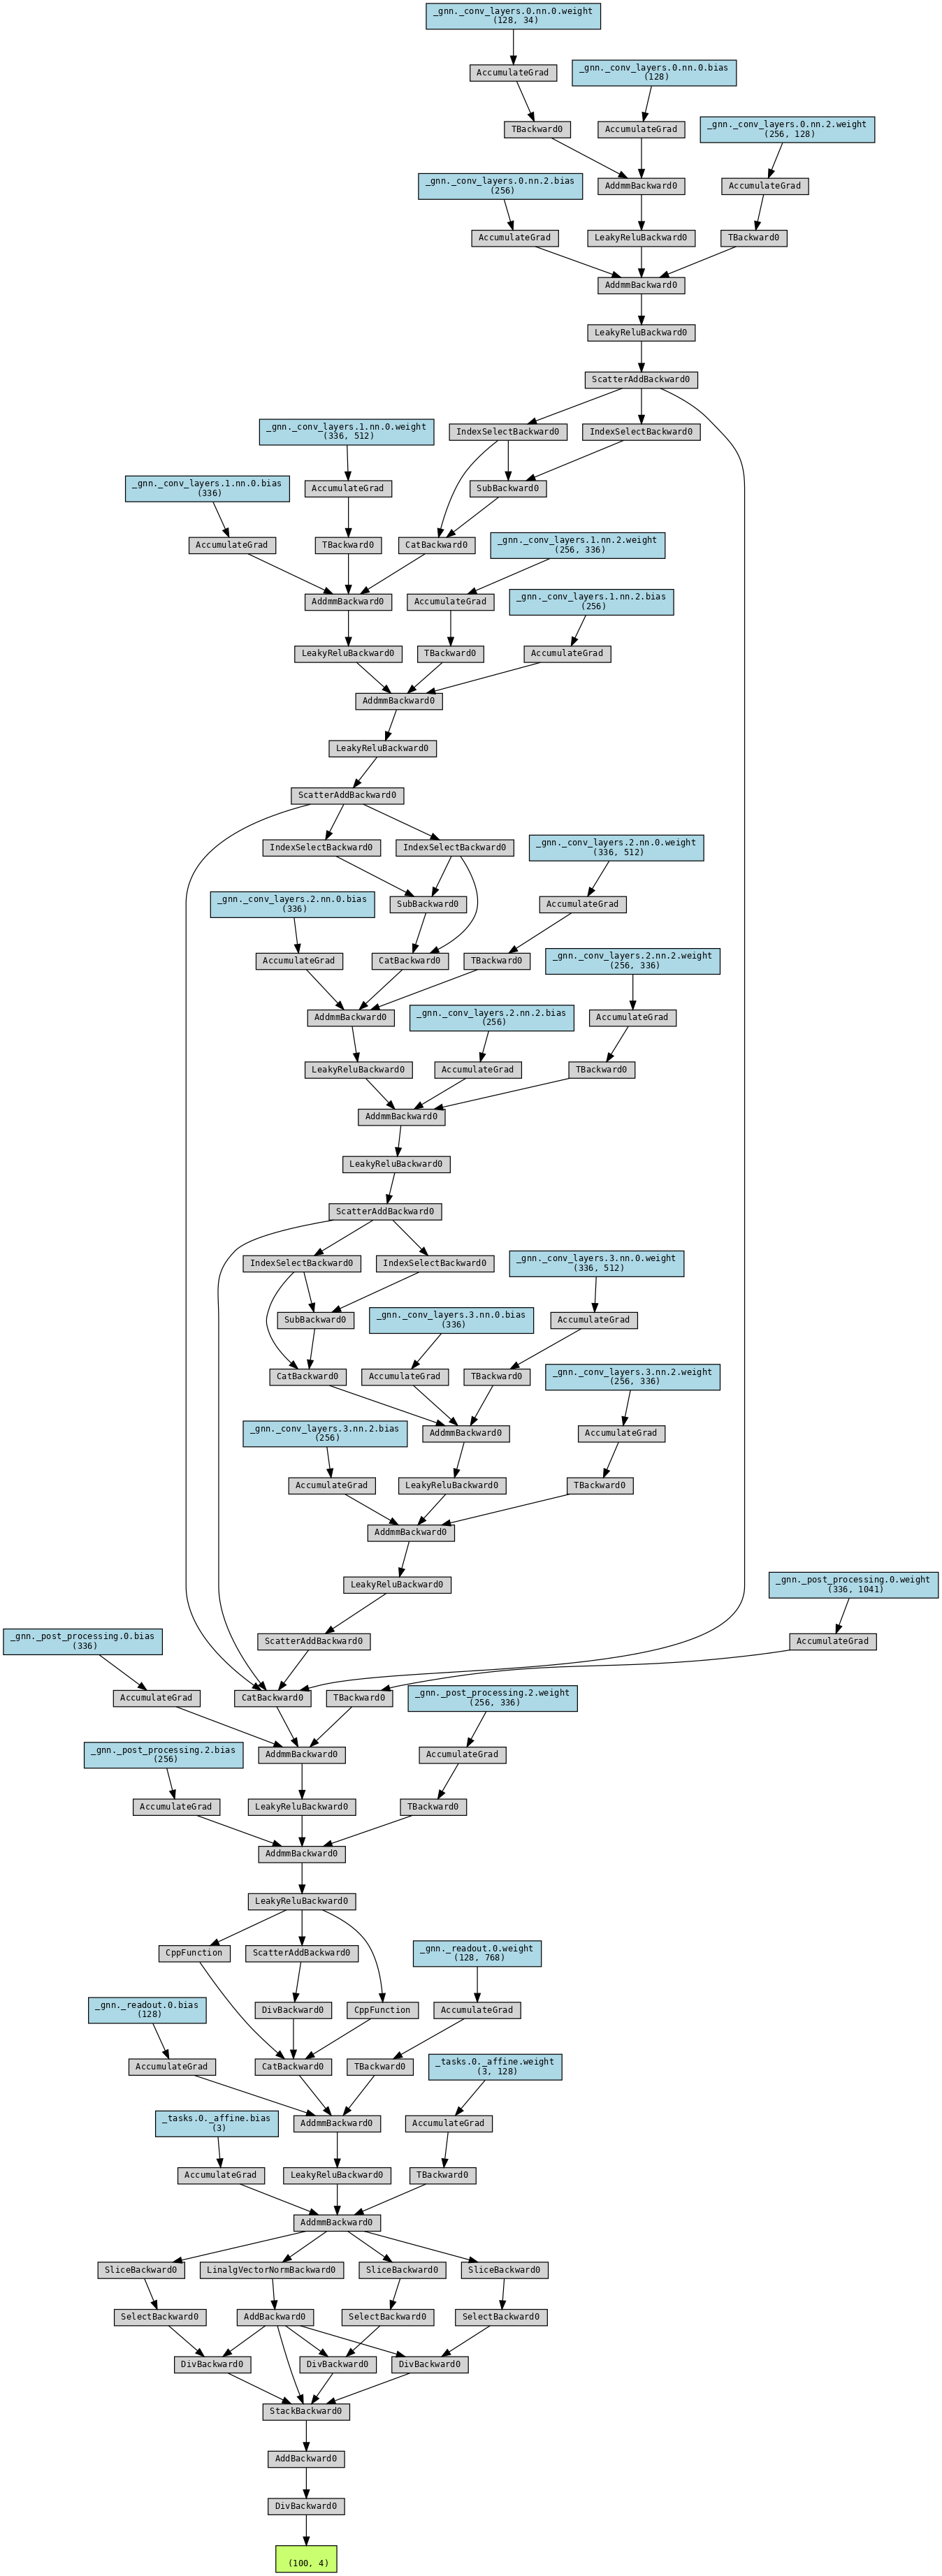 _gnn._conv_layers.0.nn.0.weight
(128, 34)
AccumulateGrad
_gnn._conv_layers.0.nn.0.bias
(128)
TBackward0
AccumulateGrad
_gnn._conv_layers.0.nn.2.weight
(256, 128)
_gnn._conv_layers.0.nn.2.bias
(256)
AddmmBackward0
AccumulateGrad
AccumulateGrad
LeakyReluBackward0
TBackward0
AddmmBackward0
LeakyReluBackward0
ScatterAddBackward0
_gnn._conv_layers.1.nn.0.weight
(336, 512)
IndexSelectBackward0
IndexSelectBackward0
_gnn._conv_layers.1.nn.0.bias
(336)
AccumulateGrad
SubBackward0
AccumulateGrad
TBackward0
CatBackward0
_gnn._conv_layers.1.nn.2.weight
(256, 336)
AddmmBackward0
AccumulateGrad
_gnn._conv_layers.1.nn.2.bias
(256)
LeakyReluBackward0
TBackward0
AccumulateGrad
AddmmBackward0
LeakyReluBackward0
ScatterAddBackward0
IndexSelectBackward0
IndexSelectBackward0
_gnn._conv_layers.2.nn.0.weight
(336, 512)
_gnn._conv_layers.2.nn.0.bias
(336)
SubBackward0
AccumulateGrad
AccumulateGrad
CatBackward0
TBackward0
_gnn._conv_layers.2.nn.2.weight
(256, 336)
AddmmBackward0
_gnn._conv_layers.2.nn.2.bias
(256)
AccumulateGrad
LeakyReluBackward0
AccumulateGrad
TBackward0
AddmmBackward0
LeakyReluBackward0
ScatterAddBackward0
IndexSelectBackward0
IndexSelectBackward0
_gnn._conv_layers.3.nn.0.weight
(336, 512)
SubBackward0
_gnn._conv_layers.3.nn.0.bias
(336)
AccumulateGrad
CatBackward0
AccumulateGrad
TBackward0
_gnn._conv_layers.3.nn.2.weight
(256, 336)
_gnn._conv_layers.3.nn.2.bias
(256)
AddmmBackward0
AccumulateGrad
AccumulateGrad
LeakyReluBackward0
TBackward0
AddmmBackward0
LeakyReluBackward0
_gnn._post_processing.0.weight
(336, 1041)
_gnn._post_processing.0.bias
(336)
ScatterAddBackward0
AccumulateGrad
AccumulateGrad
CatBackward0
TBackward0
_gnn._post_processing.2.weight
(256, 336)
_gnn._post_processing.2.bias
(256)
AddmmBackward0
AccumulateGrad
AccumulateGrad
LeakyReluBackward0
TBackward0
AddmmBackward0
LeakyReluBackward0
CppFunction
ScatterAddBackward0
_gnn._readout.0.weight
(128, 768)
_gnn._readout.0.bias
(128)
DivBackward0
CppFunction
AccumulateGrad
AccumulateGrad
CatBackward0
TBackward0
_tasks.0._affine.weight
(3, 128)
_tasks.0._affine.bias
(3)
AddmmBackward0
AccumulateGrad
AccumulateGrad
LeakyReluBackward0
TBackward0
AddmmBackward0
SliceBackward0
LinalgVectorNormBackward0
SliceBackward0
SliceBackward0
SelectBackward0
AddBackward0
SelectBackward0
SelectBackward0
DivBackward0
DivBackward0
DivBackward0
StackBackward0
AddBackward0
DivBackward0
(100, 4)